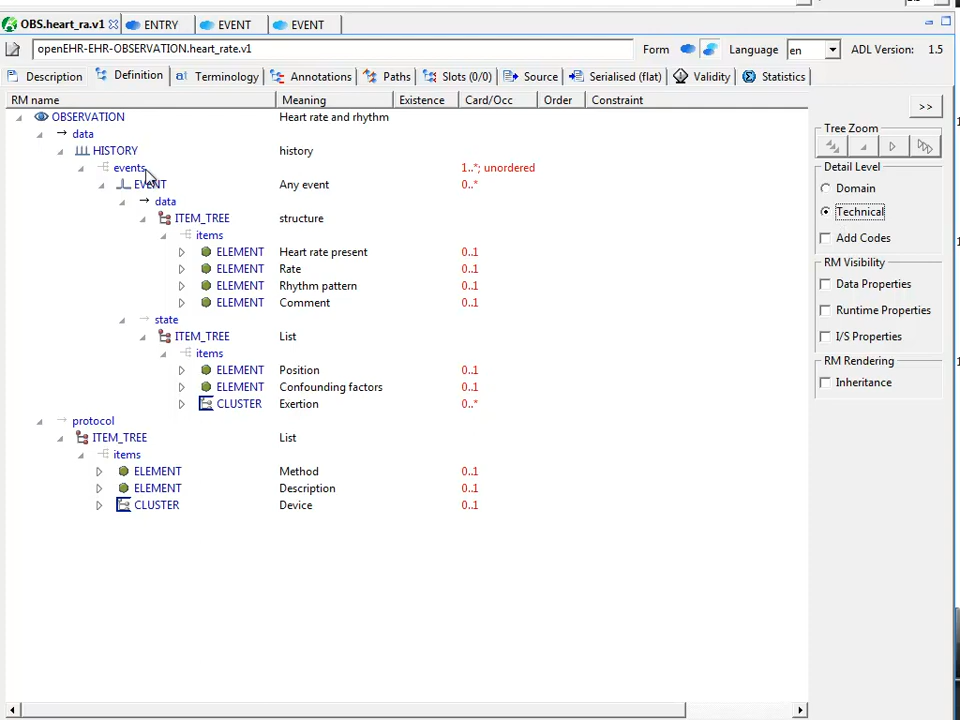 OBS.heart_ra.v1 ENTRY EVENT EVENT
openEHR-EHR-OBSERVATION.heart_rate.v1 Form Language en ADL Version: 1.5
Description Definition Terminology Annotations Paths Slots (0/0) Source Serialised (flat) Validity Statistics
RM name Meaning Existence Card/Occ Order Constraint >>
OBSERVATION Heart rate and rhythm
Tree Zoom
data
HISTORY history
Detail Level
events 1..*; unordered
EVENT Any event 0..*
Domain
data
Technical
ITEM_TREE structure
items
Add Codes
ELEMENT Heart rate present 0..1
RM Visibility
ELEMENT Rate 0..1
ELEMENT Rhythm pattern 0..1
Data Properties
ELEMENT Comment 0..1
Runtime Properties
state
ITEM_TREE List
I/S Properties
items
RM Rendering
ELEMENT Position 0..1
Inheritance
ELEMENT Confounding factors 0..1
CLUSTER Exertion 0..*
protocol
ITEM_TREE List
items
ELEMENT Method 0..1
ELEMENT Description 0..1
CLUSTER Device 0..1